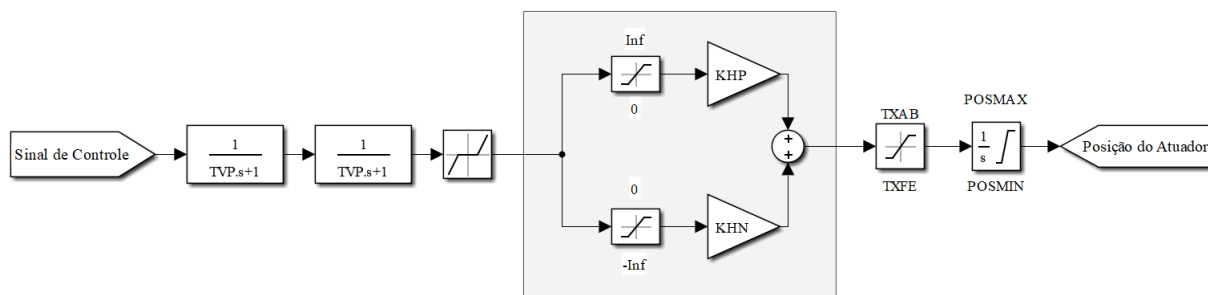 Sinal de Controle
1
TVP.s+1
1
TVP.s+1
Inf
0
KHP
0
-Inf
KHN
+
+
TXAB
TXFE
POSMAX
1
s
POSMIN
Posição do Atuador